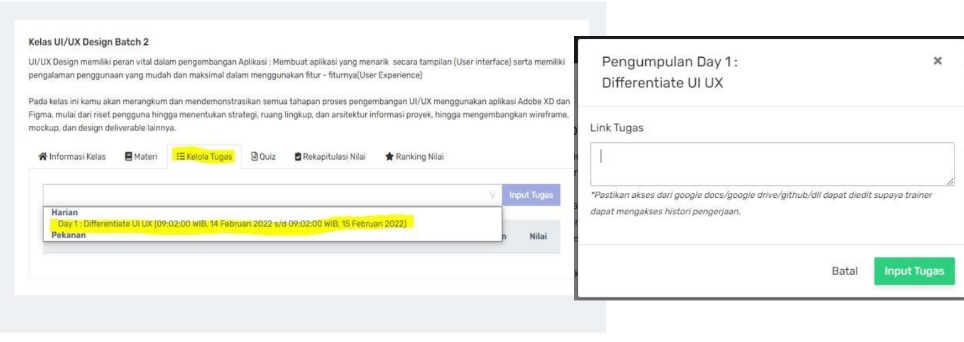 Kelas UI/UX Design Batch 2
UI/UX Design memiliki peran vital dalam pengembangan Aplikasi : Membuat aplikasi yang menarik secara tampilan (User interface) serta memiliki
pengalaman penggunaan yang mudah dan maksimal dalam menggunakan fitur - fiturnya(User Experience)
Pada kelas ini kamu akan merangkum dan mendemonstrasikan semua tahapan proses pengembangan UI/UX menggunakan aplikasi Adobe XD dan
Figma, mulai dari riset pengguna hingga menentukan strategi, ruang lingkup, dan arsitektur informasi proyek, hingga mengembangkan wireframe,
mockup, dan design deliverable lainnya.
Informasi Kelas Materi Kelola Tugas Quiz Rekapitulasi Nilai Ranking Nilai
Input Tugas
Harian
Day 1 : Differentiate UI UX (09:02:00 WIB, 14 Februari 2022 s/d 09:02:00 WIB, 15 Februari 2022)
Pekanan
Nilai
Pengumpulan Day 1 :
Differentiate UI UX
Link Tugas
*Pastikan akses dari google docs/google drive/github/dll dapat diedit supaya trainer
dapat mengakses histori pengerjaan.
Batal Input Tugas